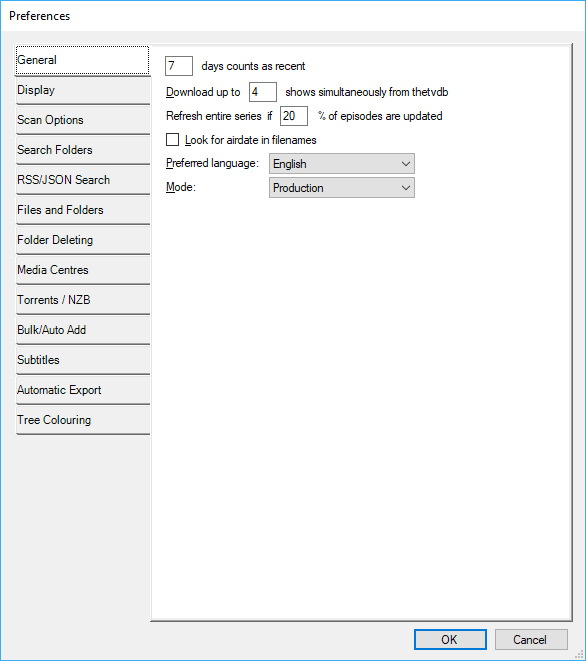 Preferences
General
Display
Scan Options
Search Folders
RSS/JSON Search
Files and Folders
Folder Deleting
Media Centres
Torrents / NZB
Bulk/Auto Add
Subtitles
Automatic Export
Tree Colouring
7 days counts as recent
Download up to 4 shows simultaneously from thetvdb
Refresh entire series if 20 % of episodes are updated
Look for airdate in filenames
Preferred language: English
Mode: Production
OK Cancel